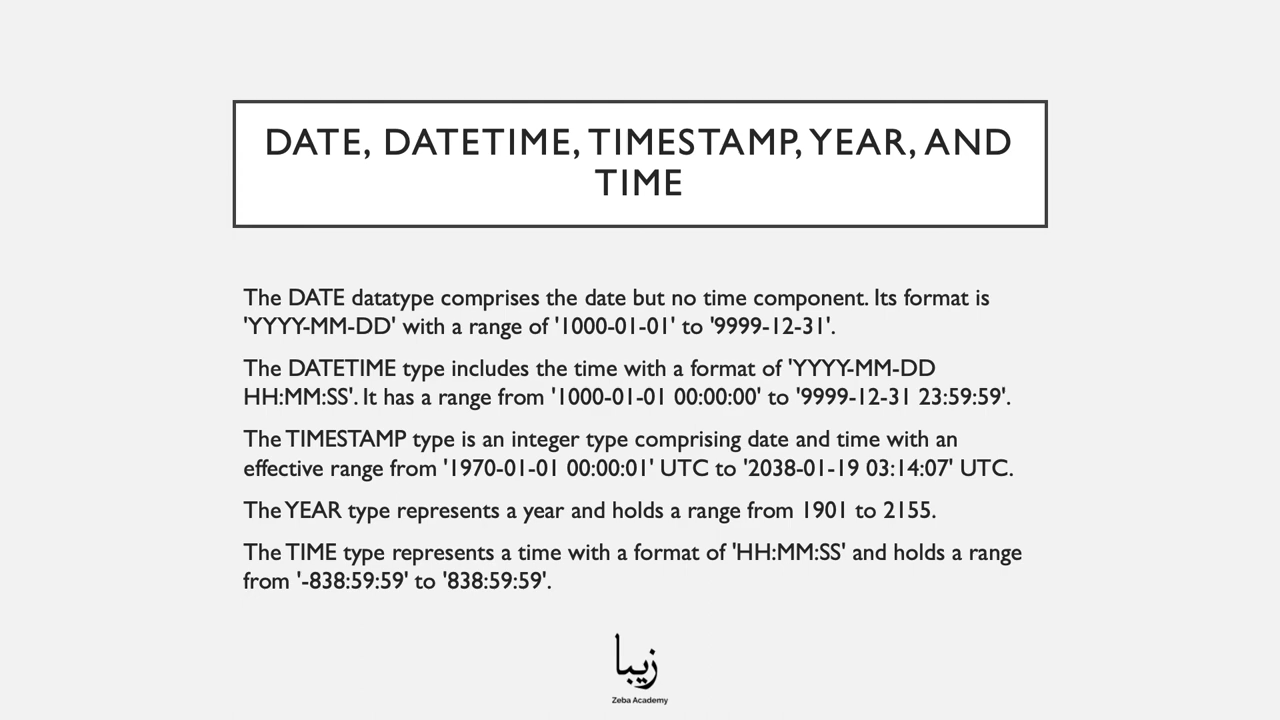 DATE, DATETIME, TIMESTAMP, YEAR, AND
TIME
The DATE datatype comprises the date but no time component. Its format is
'YYYY-MM-DD' with a range of '1000-01-01' to '9999-12-31'.
The DATETIME type includes the time with a format of 'YYYY-MM-DD
HH:MM:SS'. It has a range from '1000-01-01 00:00:00' to '9999-12-31 23:59:59'.
The TIMESTAMP type is an integer type comprising date and time with an
effective range from '1970-01-01 00:00:01' UTC to '2038-01-19 03:14:07' UTC.
The YEAR type represents a year and holds a range from 1901 to 2155.
The TIME type represents a time with a format of 'HH:MM:SS' and holds a range
from '-838:59:59' to '838:59:59'.
زیبا
Zeba Academy